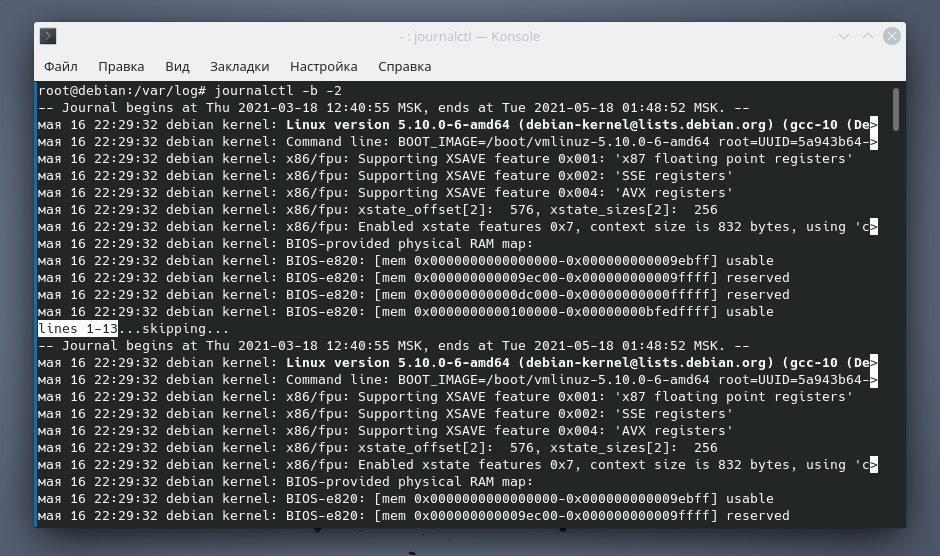 - : journalctl — Konsole
Файл Правка Вид Закладки Настройка Справка
root@debian:/var/log# journalctl -b -2
-- Journal begins at Thu 2021-03-18 12:40:55 MSK, ends at Tue 2021-05-18 01:48:52 MSK. --
мая 16 22:29:32 debian kernel: Linux version 5.10.0-6-amd64 (debian-kernel@lists.debian.org) (gcc-10 (De>
мая 16 22:29:32 debian kernel: Command line: BOOT_IMAGE=/boot/vmlinuz-5.10.0-6-amd64 root=UUID=5a943b64->
мая 16 22:29:32 debian kernel: x86/fpu: Supporting XSAVE feature 0x001: 'x87 floating point registers'
мая 16 22:29:32 debian kernel: x86/fpu: Supporting XSAVE feature 0x002: 'SSE registers'
мая 16 22:29:32 debian kernel: x86/fpu: Supporting XSAVE feature 0x004: 'AVX registers'
мая 16 22:29:32 debian kernel: x86/fpu: xstate_offset[2]:  576, xstate_sizes[2]:  256
мая 16 22:29:32 debian kernel: x86/fpu: Enabled xstate features 0x7, context size is 832 bytes, using 'c>
мая 16 22:29:32 debian kernel: BIOS-provided physical RAM map:
мая 16 22:29:32 debian kernel: BIOS-e820: [mem 0x0000000000000000-0x000000000009ebff] usable
мая 16 22:29:32 debian kernel: BIOS-e820: [mem 0x000000000009ec00-0x000000000009ffff] reserved
мая 16 22:29:32 debian kernel: BIOS-e820: [mem 0x00000000000dc000-0x00000000000fffff] reserved
мая 16 22:29:32 debian kernel: BIOS-e820: [mem 0x0000000000100000-0x00000000bfedffff] usable
lines 1-13...skipping...
-- Journal begins at Thu 2021-03-18 12:40:55 MSK, ends at Tue 2021-05-18 01:48:52 MSK. --
мая 16 22:29:32 debian kernel: Linux version 5.10.0-6-amd64 (debian-kernel@lists.debian.org) (gcc-10 (De>
мая 16 22:29:32 debian kernel: Command line: BOOT_IMAGE=/boot/vmlinuz-5.10.0-6-amd64 root=UUID=5a943b64->
мая 16 22:29:32 debian kernel: x86/fpu: Supporting XSAVE feature 0x001: 'x87 floating point registers'
мая 16 22:29:32 debian kernel: x86/fpu: Supporting XSAVE feature 0x002: 'SSE registers'
мая 16 22:29:32 debian kernel: x86/fpu: Supporting XSAVE feature 0x004: 'AVX registers'
мая 16 22:29:32 debian kernel: x86/fpu: xstate_offset[2]:  576, xstate_sizes[2]:  256
мая 16 22:29:32 debian kernel: x86/fpu: Enabled xstate features 0x7, context size is 832 bytes, using 'c>
мая 16 22:29:32 debian kernel: BIOS-provided physical RAM map:
мая 16 22:29:32 debian kernel: BIOS-e820: [mem 0x0000000000000000-0x000000000009ebff] usable
мая 16 22:29:32 debian kernel: BIOS-e820: [mem 0x000000000009ec00-0x000000000009ffff] reserved